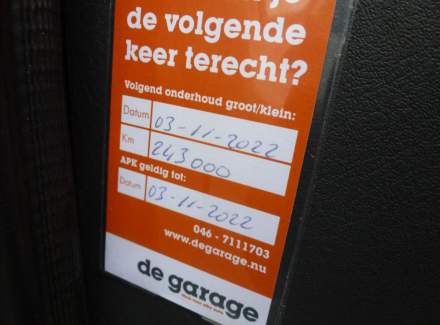 de volgende
keer terecht?
Volgend onderhoud groot/klein:
Datum 03-11-2022
Km 243000
APK geldig tot:
Datum 03-11-2022
046 - 7111703
www.degarage.nu
de garage